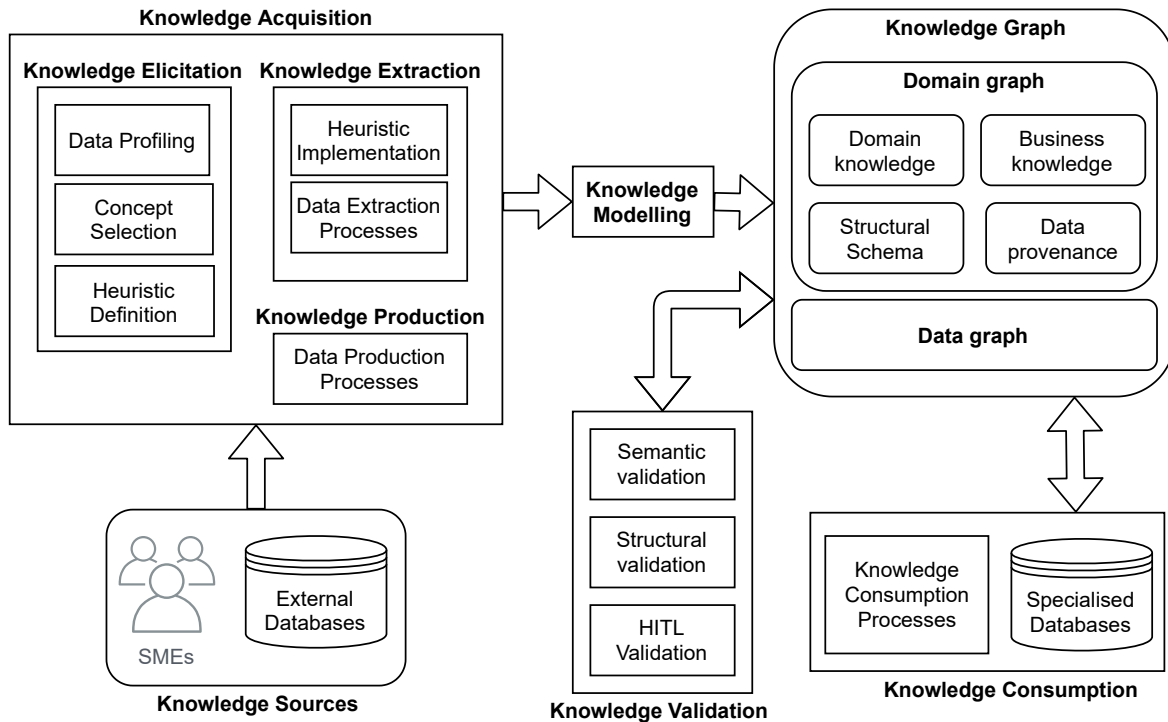 Knowledge Acquisition
Knowledge Elicitation
Data Profiling
Concept
Selection
Heuristic
Definition
Knowledge Extraction
Heuristic
Implementation
Data Extraction
Processes
Knowledge Production
Data Production
Processes
Knowledge
Modelling
Knowledge Graph
Domain graph
Domain
knowledge
Business
knowledge
Structural
Schema
Data
provenance
Data graph
SMEs
External
Databases
Knowledge Sources
Semantic
validation
Structural
validation
HITL
Validation
Knowledge Validation
Knowledge
Consumption
Processes
Specialised
Databases
Knowledge Consumption